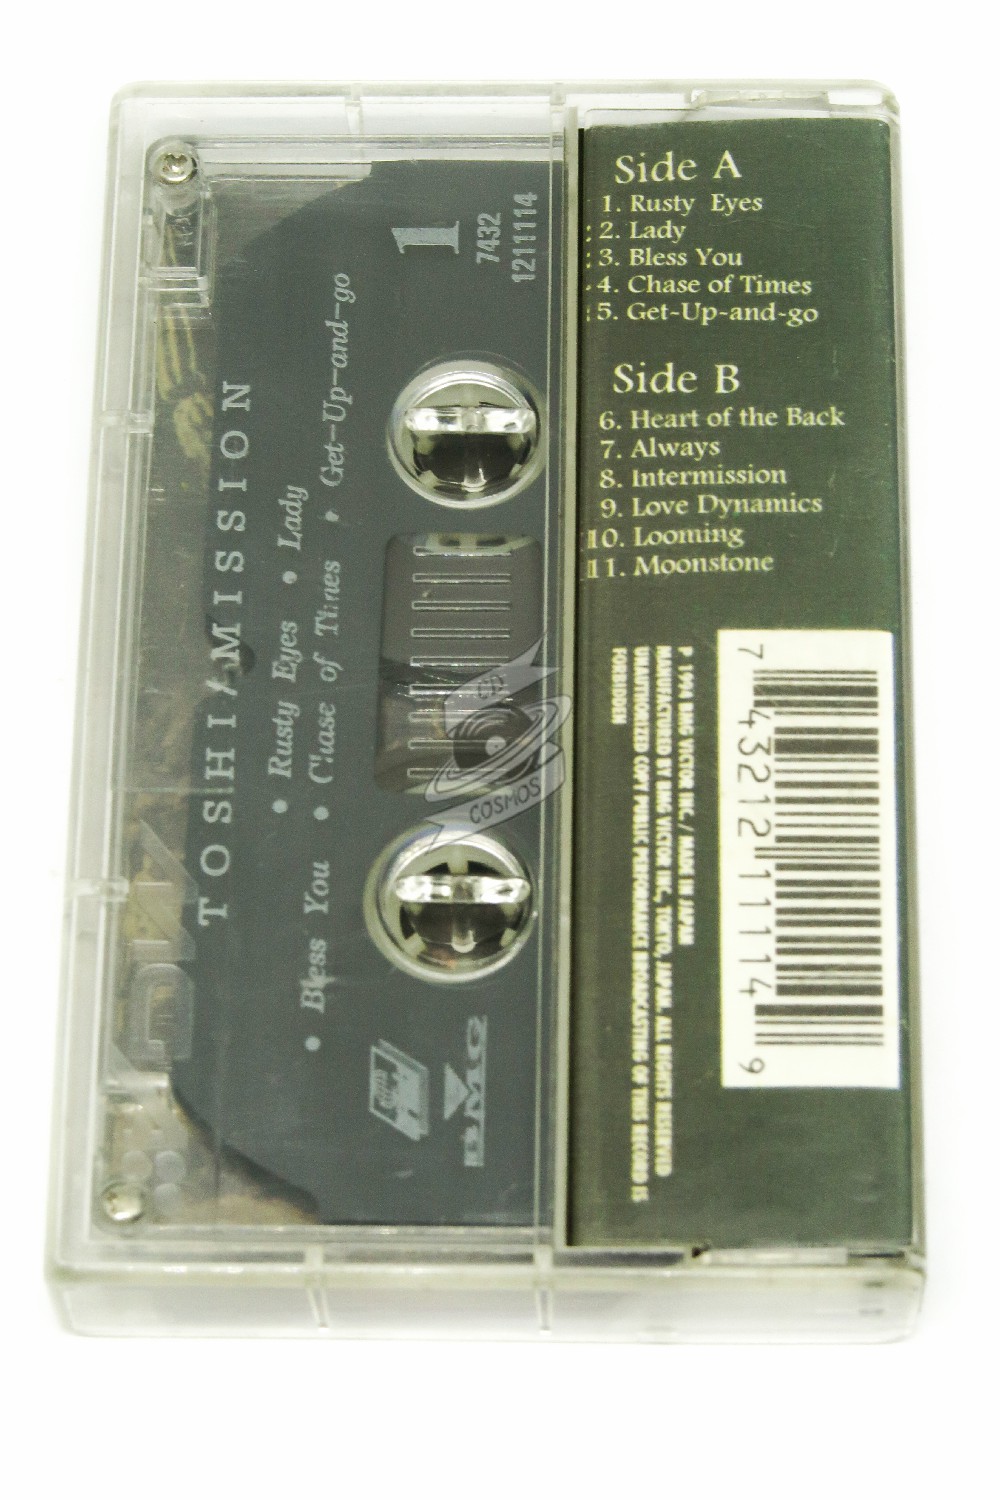 Side A
1. Rusty Eyes
2. Lady
3. Bless You
4. Chase of Times
5. Get-Up-and-go
Side B
6. Heart of the Back
7. Always
8. Intermission
9. Love Dynamics
10. Looming
11. Moonstone
P 1994 BMG VICTOR INC. / MADE IN JAPAN
MANUFACTURED BY BMG VICTOR INC., TOKYO, JAPAN. ALL RIGHTS RESERVED
UNAUTHORIZED COPY PUBLIC PERFORMANCE BROADCASTING OF THIS RECORD IS
FORBIDDEN
7 43212 11114 9
TOSHI/MISSION
• Rusty Eyes • Lady
• Bless You • Chase of Times • Get-Up-and-go
1
7432
1211114
BMG
CD
COSMOS